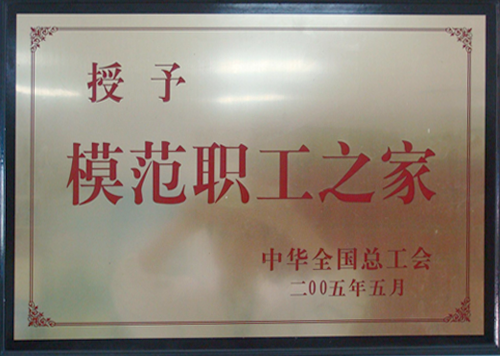 授予
模范职工之家
中华全国总工会
二00五年五月